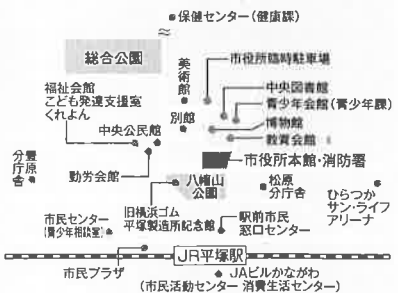 保健センター(健康課)
総合公園
市役所臨時駐車場
美術館
中央図書館
青少年会館(青少年課)
福祉会館
こども発達支援室
くれよん
別館
博物館
中央公民館
教育会館
豊原
分庁舎
市役所本館・消防署
勤労会館
八幡山
公園
松原
分庁舎
ひらつか
サン・ライフ
アリーナ
旧横浜ゴム
平塚製造所記念館
市民センター
(青少年相談室)
駅前市民
窓口センター
JR平塚駅
市民プラザ
JAビルかながわ
(市民活動センター 消費生活センター)